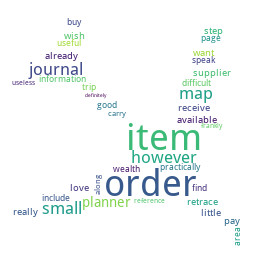 buy
step
wish
page
useful
want
already
speak
journal
supplier
information
useless
difficult
trip
map
definitely
good
receive
carry
available
item
frankly
however
practically
wealth
along
order
love
find
include
planner
reference
retrace
small
really
little
pay
area